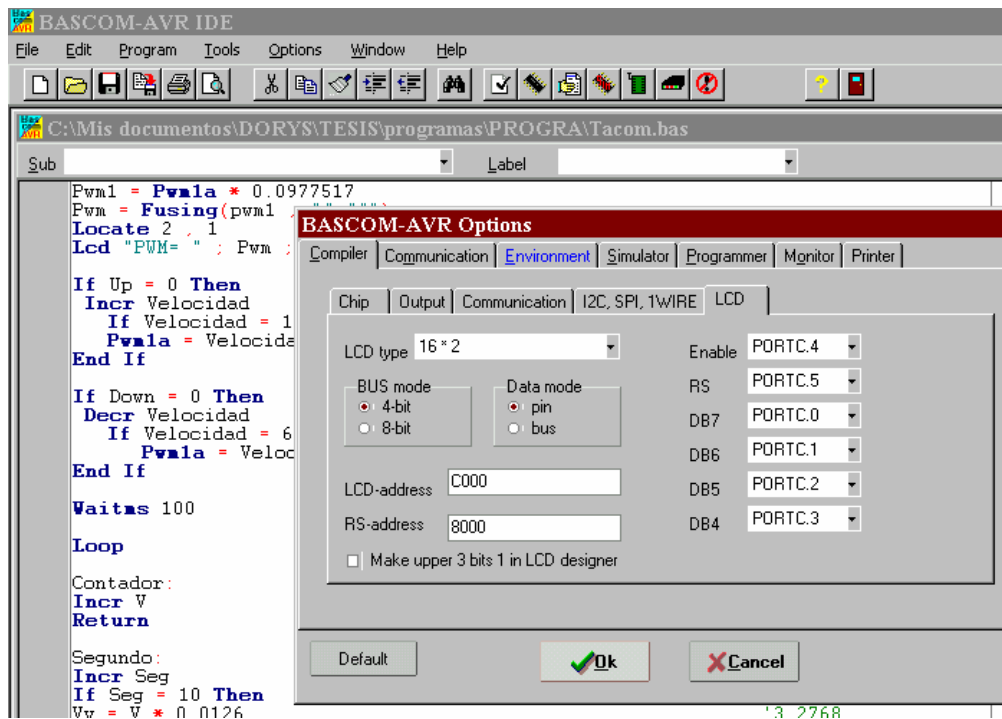 BASCOM-AVR IDE
File Edit Program Tools Options Window Help
C:\Mis documentos\DORYS\TESIS\programas\PROGRA\Tacom.bas
Sub Label
Pwm1 = Pwm1a * 0.0977517
Pwm = Fusing(pwm1 ,
Locate 2 , 1
Lcd "PWM= " ; Pwm ;
If Up = 0 Then
Incr Velocidad
If Velocidad = 1
Pwm1a = Velocida
End If
If Down = 0 Then
Decr Velocidad
If Velocidad = 6
Pwm1a = Veloc
End If
Waitms 100
Loop
Contador:
Incr V
Return
Segundo:
Incr Seg
If Seg = 10 Then
Vv = V * 0.0126 '3.2768
BASCOM-AVR Options
Compiler Communication Environment Simulator Programmer Monitor Printer
Chip Output Communication I2C, SPI, 1WIRE LCD
LCD type 16 * 2
BUS mode
4-bit
8-bit
Data mode
pin
bus
LCD-address C000
RS-address 8000
Make upper 3 bits 1 in LCD designer
Enable PORTC.4
RS PORTC.5
DB7 PORTC.0
DB6 PORTC.1
DB5 PORTC.2
DB4 PORTC.3
Default Ok Cancel